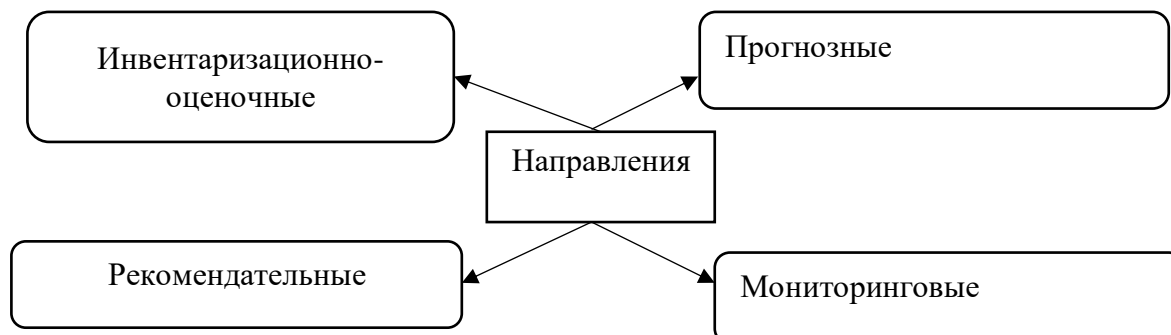 Инвентаризационно-
оценочные
Прогнозные
Направления
Рекомендательные
Мониторинговые